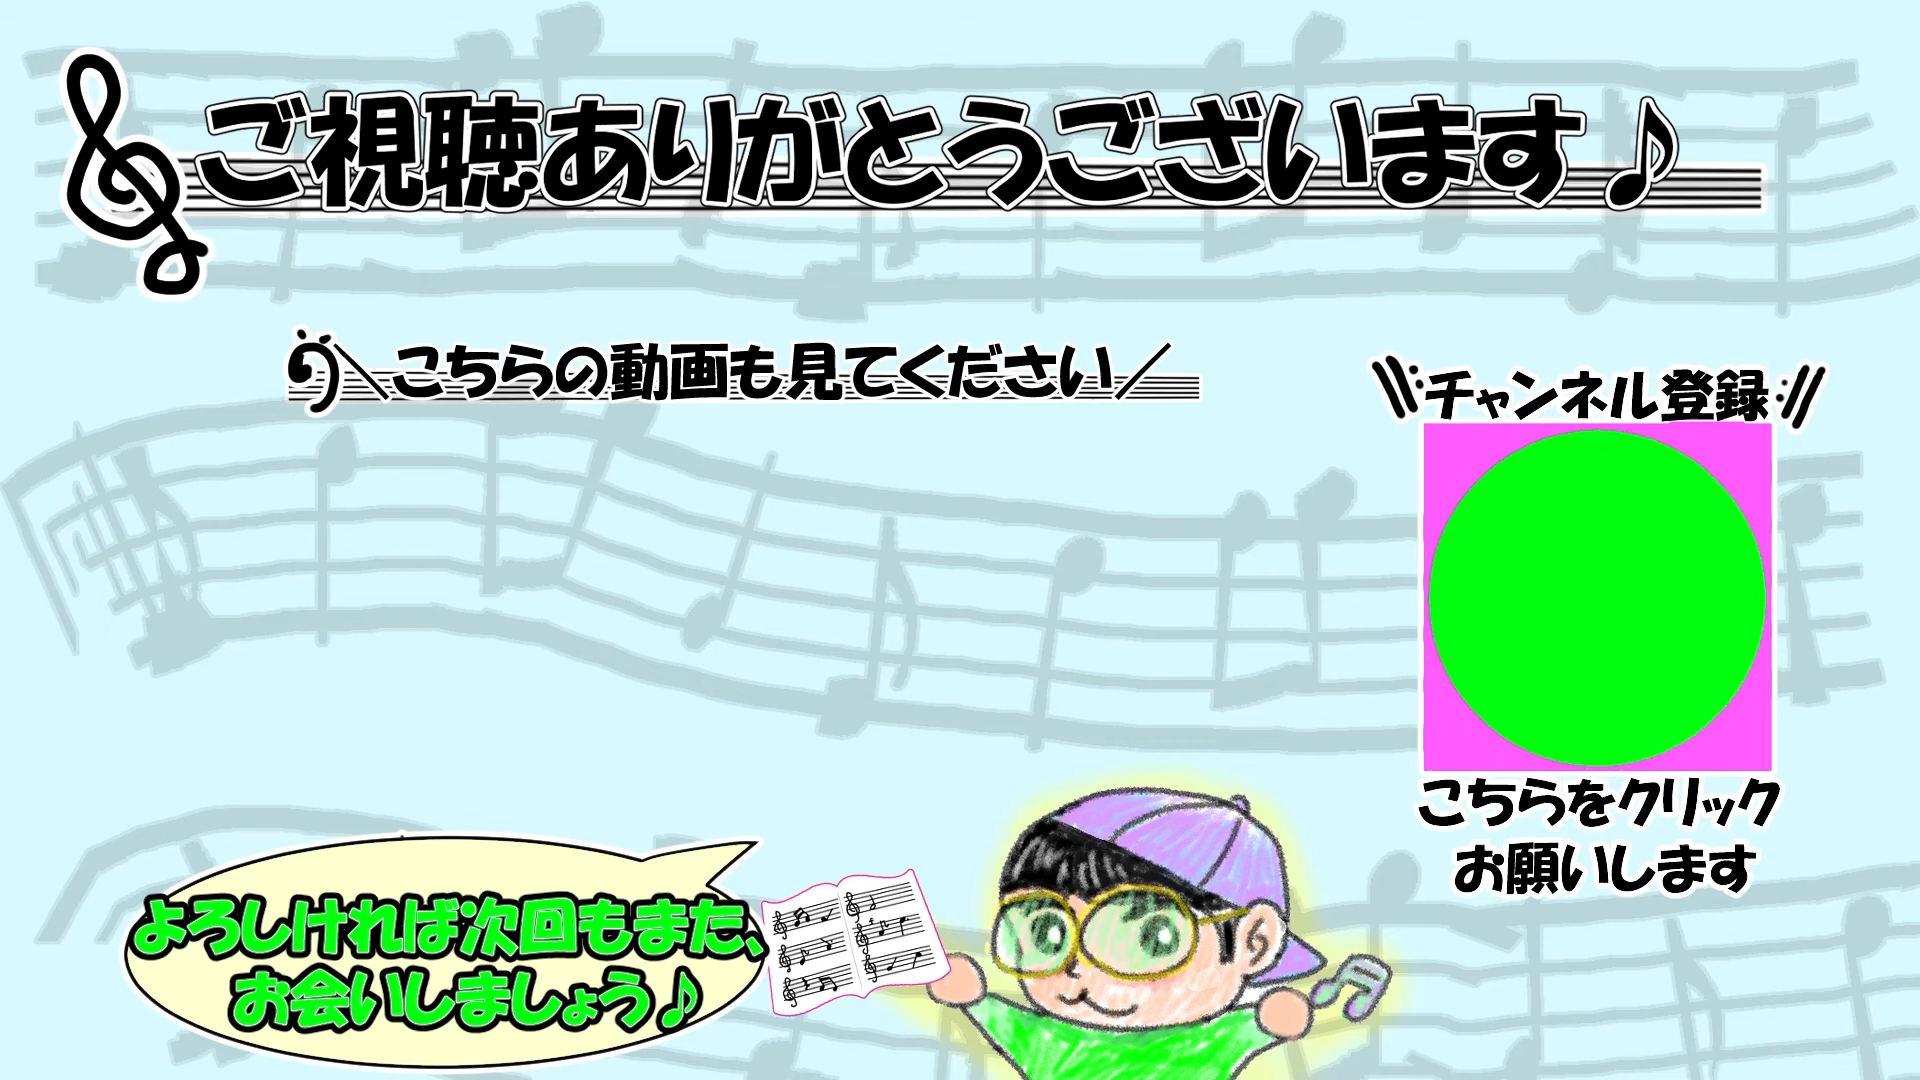 ご視聴ありがとうございます♪
＼こちらの動画も見てください／
チャンネル登録
こちらをクリック
お願いします
よろしければ次回もまた、
お会いしましょう♪